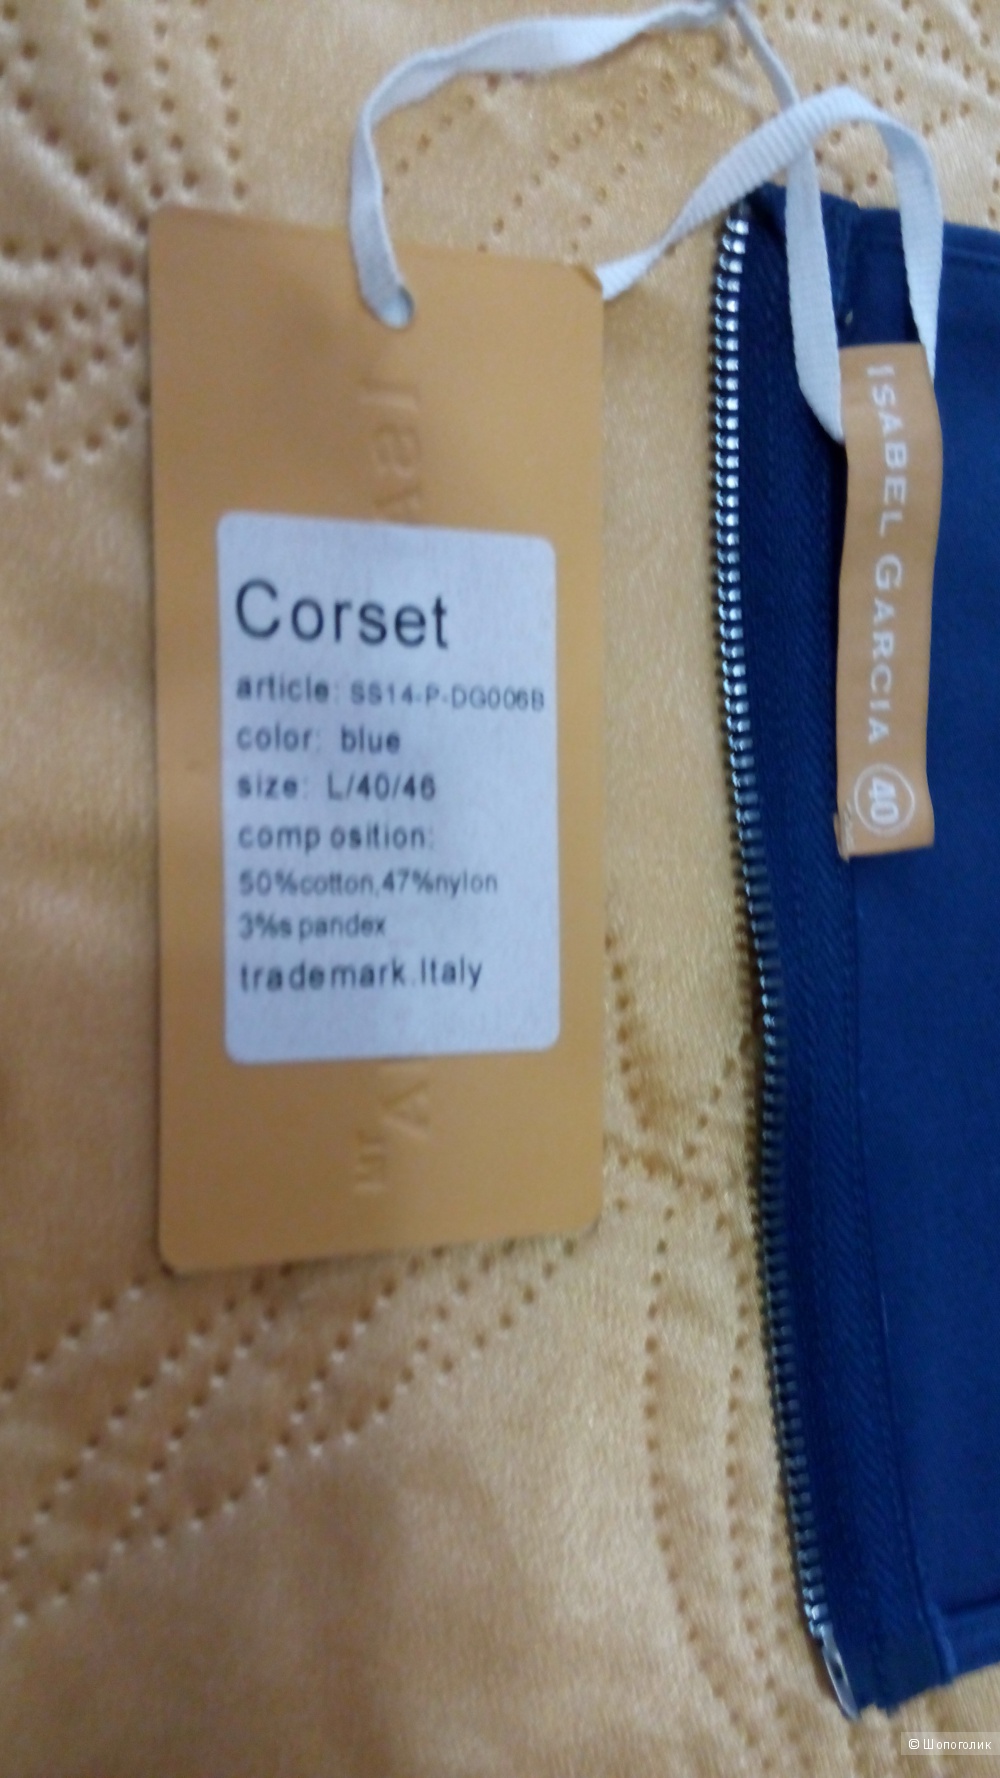 Corset
article: SS14-P-DG006B
color: blue
size: L/40/46
comp osition:
50%cotton,47%nylon
3%s pandex
trademark.Italy
ISABEL GARCIA 40
© Шопоголик